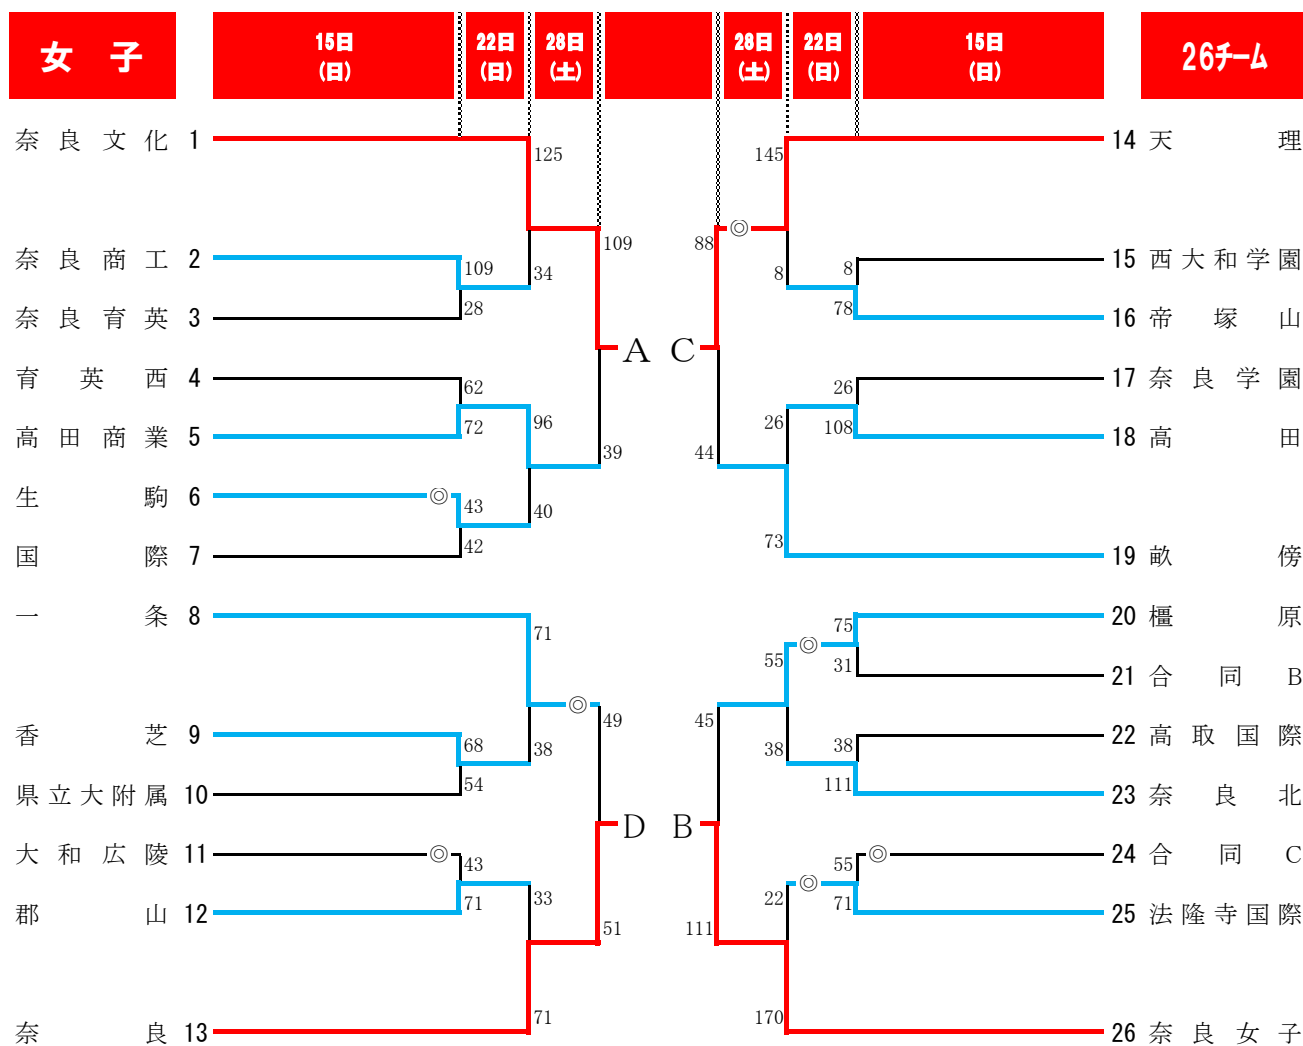 女子 15日(日) 22日(日) 28日(土) 28日(土) 22日(日) 15日(日) 26チーム
奈良文化 1 125 145 14 天理
109 88 ◎
奈良商工 2 109 34 8 8 15 西大和学園
奈良育英 3 28 78 16 帝塚山
A C
育英西 4 62 26 17 奈良学園
高田商業 5 72 96 26 108 18 高田
39 44
生駒 6 ◎ 43 40
国際 7 42 73 19 畝傍
一条 8 71 75 20 橿原
55 ◎ 31 21 合同B
◎ 49 45
香芝 9 68 38 38 38 22 高取国際
県立大附属 10 54 111 23 奈良北
D B
大和広陵 11 ◎ 43 55 ◎ 24 合同C
郡山 12 71 33 22 ◎ 71 25 法隆寺国際
51 111
奈良 13 71 170 26 奈良女子